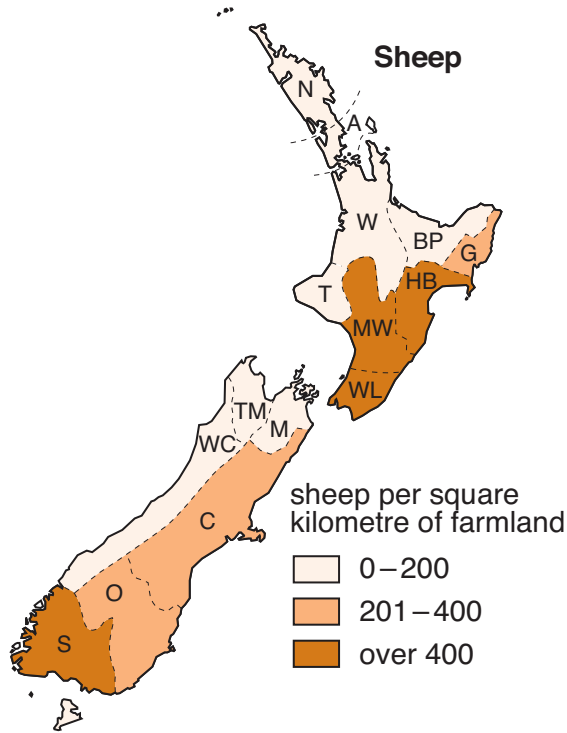 Sheep
N
A
W
BP
G
T
HB
MW
WL
TM
M
WC
C
O
S
sheep per square
kilometre of farmland
0–200
201–400
over 400